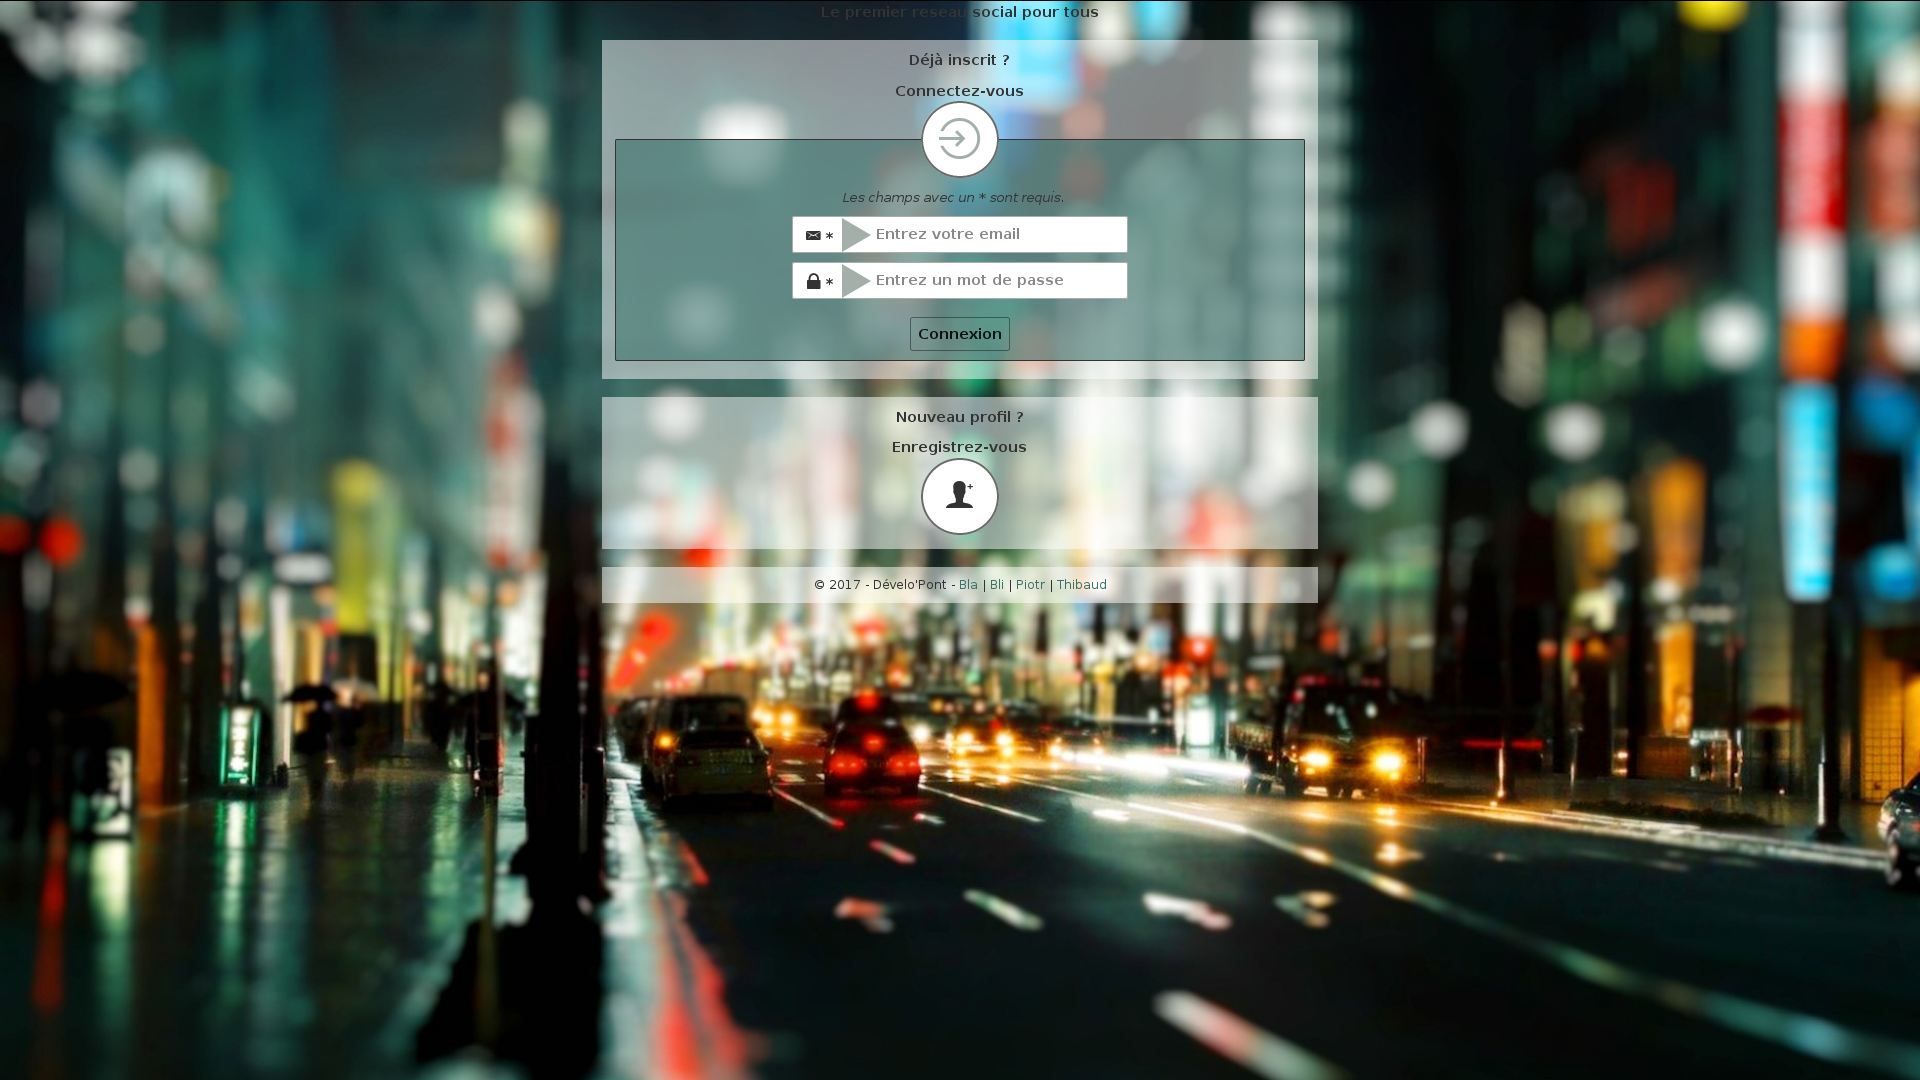 Le premier reseau social pour tous
Déjà inscrit ?
Connectez-vous
Les champs avec un * sont requis.
* Entrez votre email
* Entrez un mot de passe
Connexion
Nouveau profil ?
Enregistrez-vous
© 2017 - Dévelo'Pont - Bla | Bli | Piotr | Thibaud